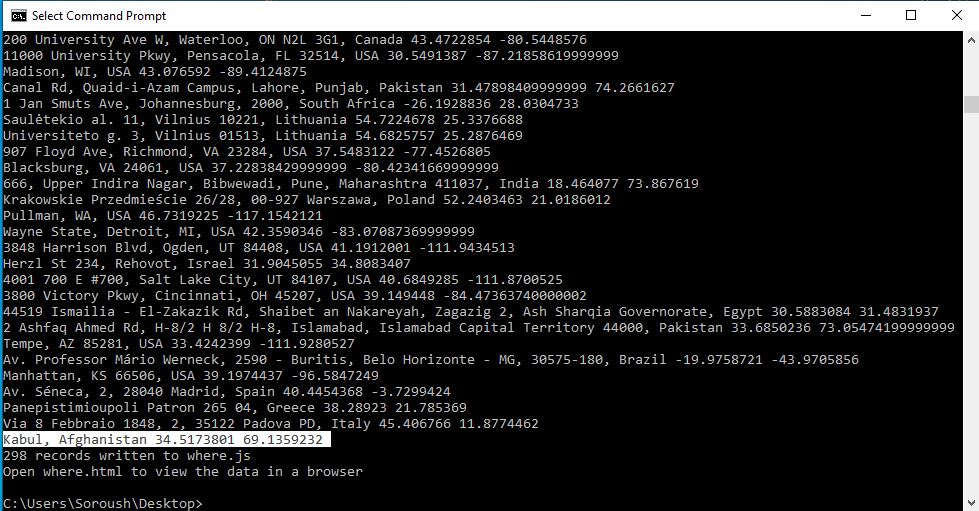 Select Command Prompt
200 University Ave W, Waterloo, ON N2L 3G1, Canada 43.4722854 -80.5448576
11000 University Pkwy, Pensacola, FL 32514, USA 30.5491387 -87.21858619999999
Madison, WI, USA 43.076592 -89.4124875
Canal Rd, Quaid-i-Azam Campus, Lahore, Punjab, Pakistan 31.47898409999999 74.2661627
1 Jan Smuts Ave, Johannesburg, 2000, South Africa -26.1928836 28.0304733
Saulėtekio al. 11, Vilnius 10221, Lithuania 54.7224678 25.3376688
Universiteto g. 3, Vilnius 01513, Lithuania 54.6825757 25.2876469
907 Floyd Ave, Richmond, VA 23284, USA 37.5483122 -77.4526805
Blacksburg, VA 24061, USA 37.22838429999999 -80.42341669999999
666, Upper Indira Nagar, Bibwewadi, Pune, Maharashtra 411037, India 18.464077 73.867619
Krakowskie Przedmieście 26/28, 00-927 Warszawa, Poland 52.2403463 21.0186012
Pullman, WA, USA 46.7319225 -117.1542121
Wayne State, Detroit, MI, USA 42.3590346 -83.07087369999999
3848 Harrison Blvd, Ogden, UT 84408, USA 41.1912001 -111.9434513
Herzl St 234, Rehovot, Israel 31.9045055 34.8083407
4001 700 E #700, Salt Lake City, UT 84107, USA 40.6849285 -111.8700525
3800 Victory Pkwy, Cincinnati, OH 45207, USA 39.149448 -84.47363740000002
44519 Ismailia - El-Zakazik Rd, Shaibet an Nakareyah, Zagazig 2, Ash Sharqia Governorate, Egypt 30.5883084 31.4831937
2 Ashfaq Ahmed Rd, H-8/2 H 8/2 H-8, Islamabad, Islamabad Capital Territory 44000, Pakistan 33.6850236 73.05474199999999
Tempe, AZ 85281, USA 33.4242399 -111.9280527
Av. Professor Mário Werneck, 2590 - Buritis, Belo Horizonte - MG, 30575-180, Brazil -19.9758721 -43.9705856
Manhattan, KS 66506, USA 39.1974437 -96.5847249
Av. Séneca, 2, 28040 Madrid, Spain 40.4454368 -3.7299424
Panepistimioupoli Patron 265 04, Greece 38.28923 21.785369
Via 8 Febbraio 1848, 2, 35122 Padova PD, Italy 45.406766 11.8774462
Kabul, Afghanistan 34.5173801 69.1359232
298 records written to where.js
Open where.html to view the data in a browser
C:\Users\Soroush\Desktop>